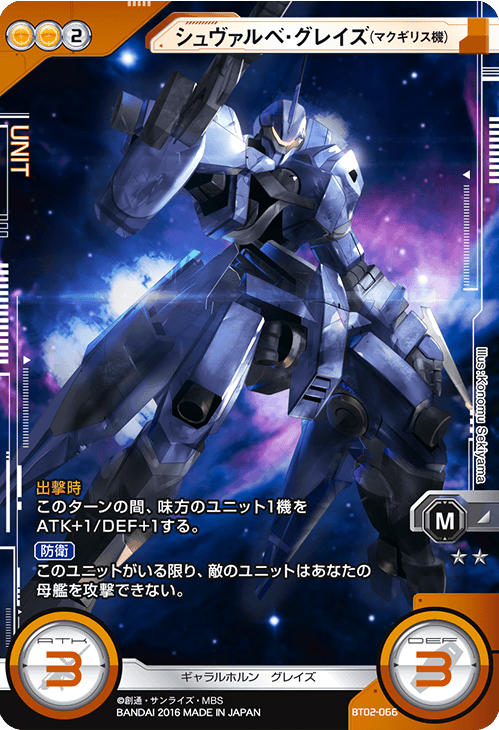 2
シュヴァルベ・グレイズ(マクギリス機)
UNIT
Illus:Konomu Sekiyama
出撃時
このターンの間、味方のユニット1機を
ATK+1/DEF+1する。
防衛
このユニットがいる限り、敵のユニットはあなたの
母艦を攻撃できない。
M
ATK
3
DEF
3
ギャラルホルン　グレイズ
©創通・サンライズ・MBS
BANDAI 2016 MADE IN JAPAN
BT02-066